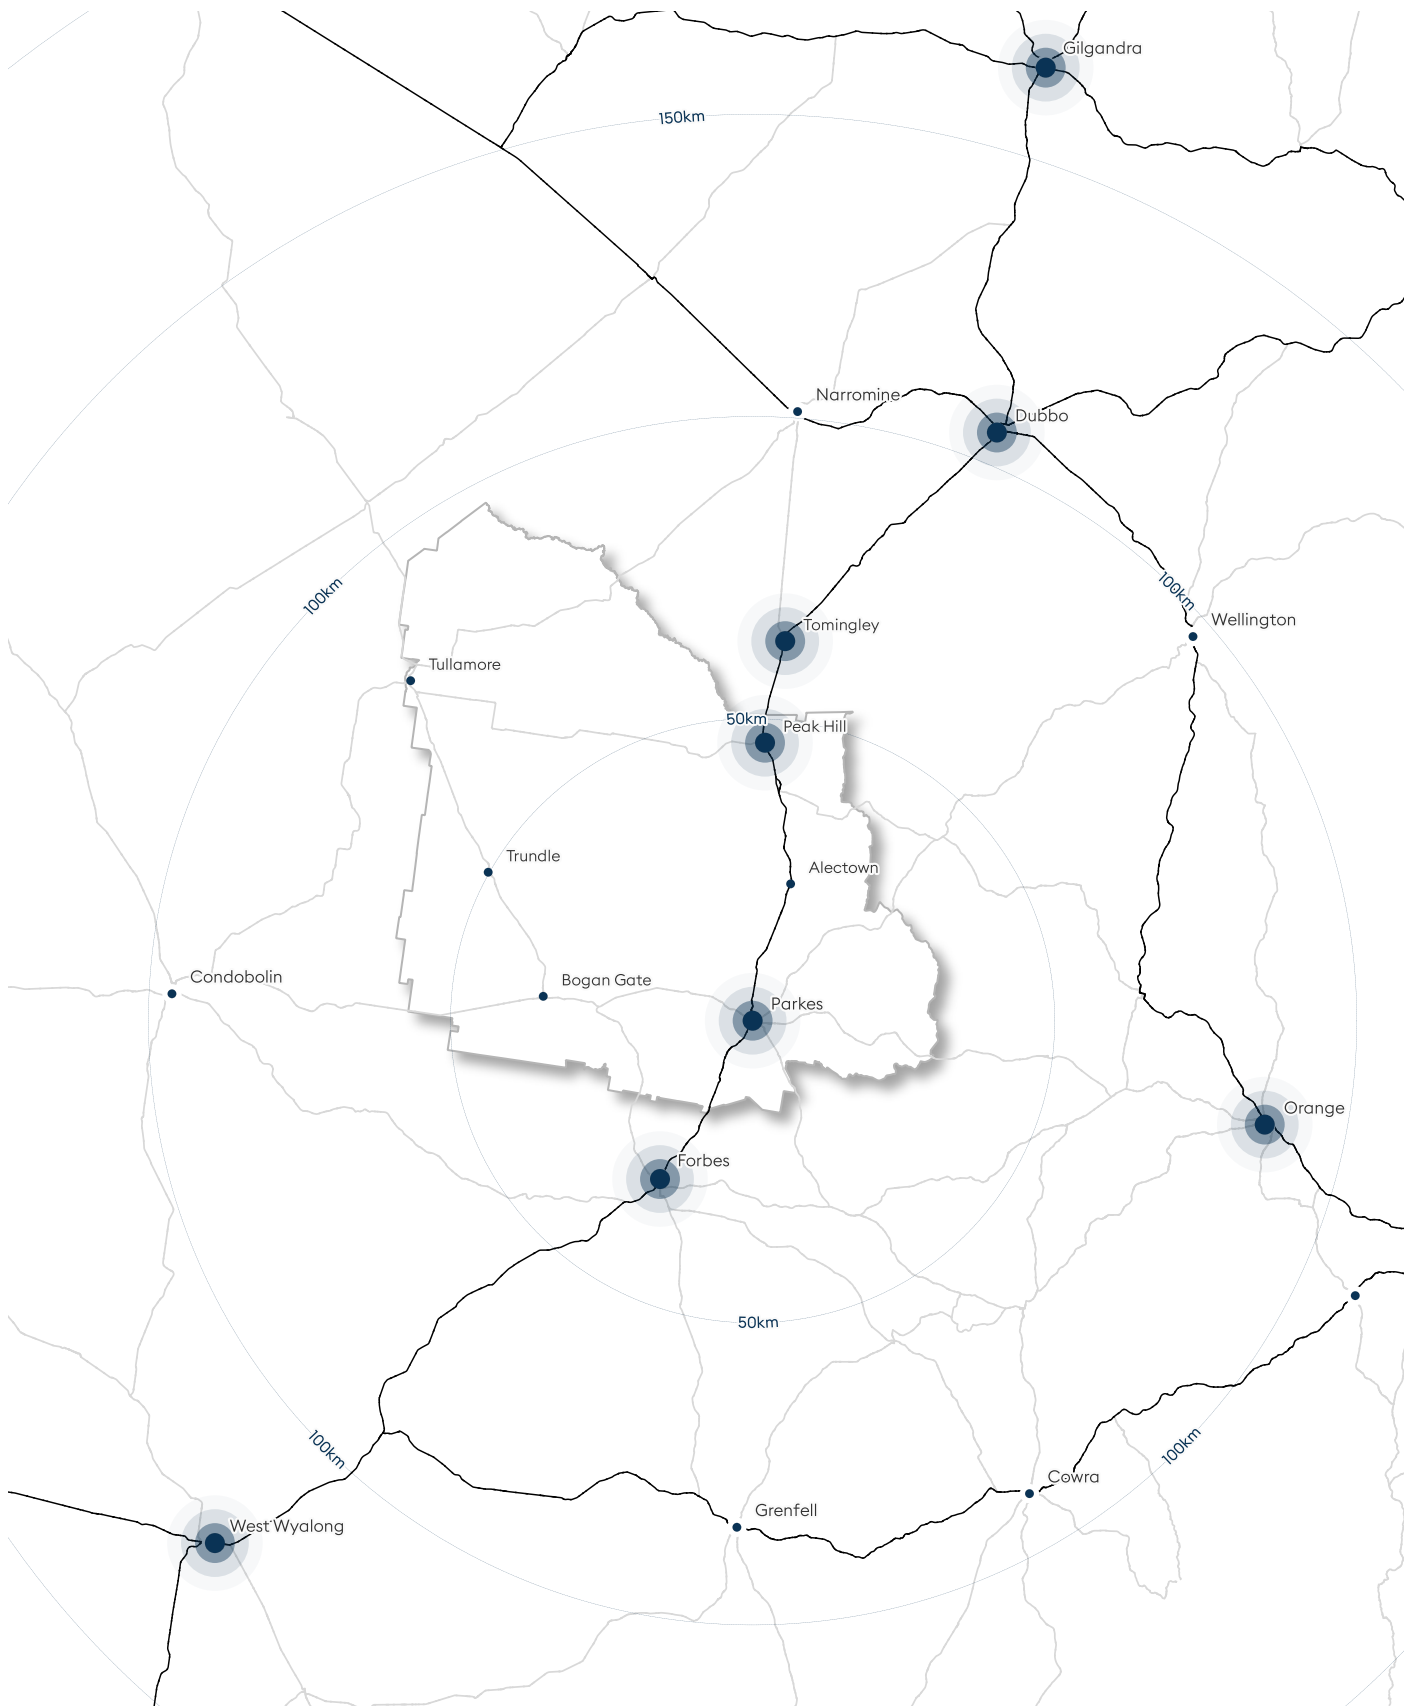 Gilgandra
150km
Narromine
Dubbo
100km
100km
Wellington
Tomingley
Tullamore
50km
Peak Hill
Trundle
Alectown
Condobolin
Bogan Gate
Parkes
Orange
Forbes
50km
100km
100km
Cowra
Grenfell
West Wyalong